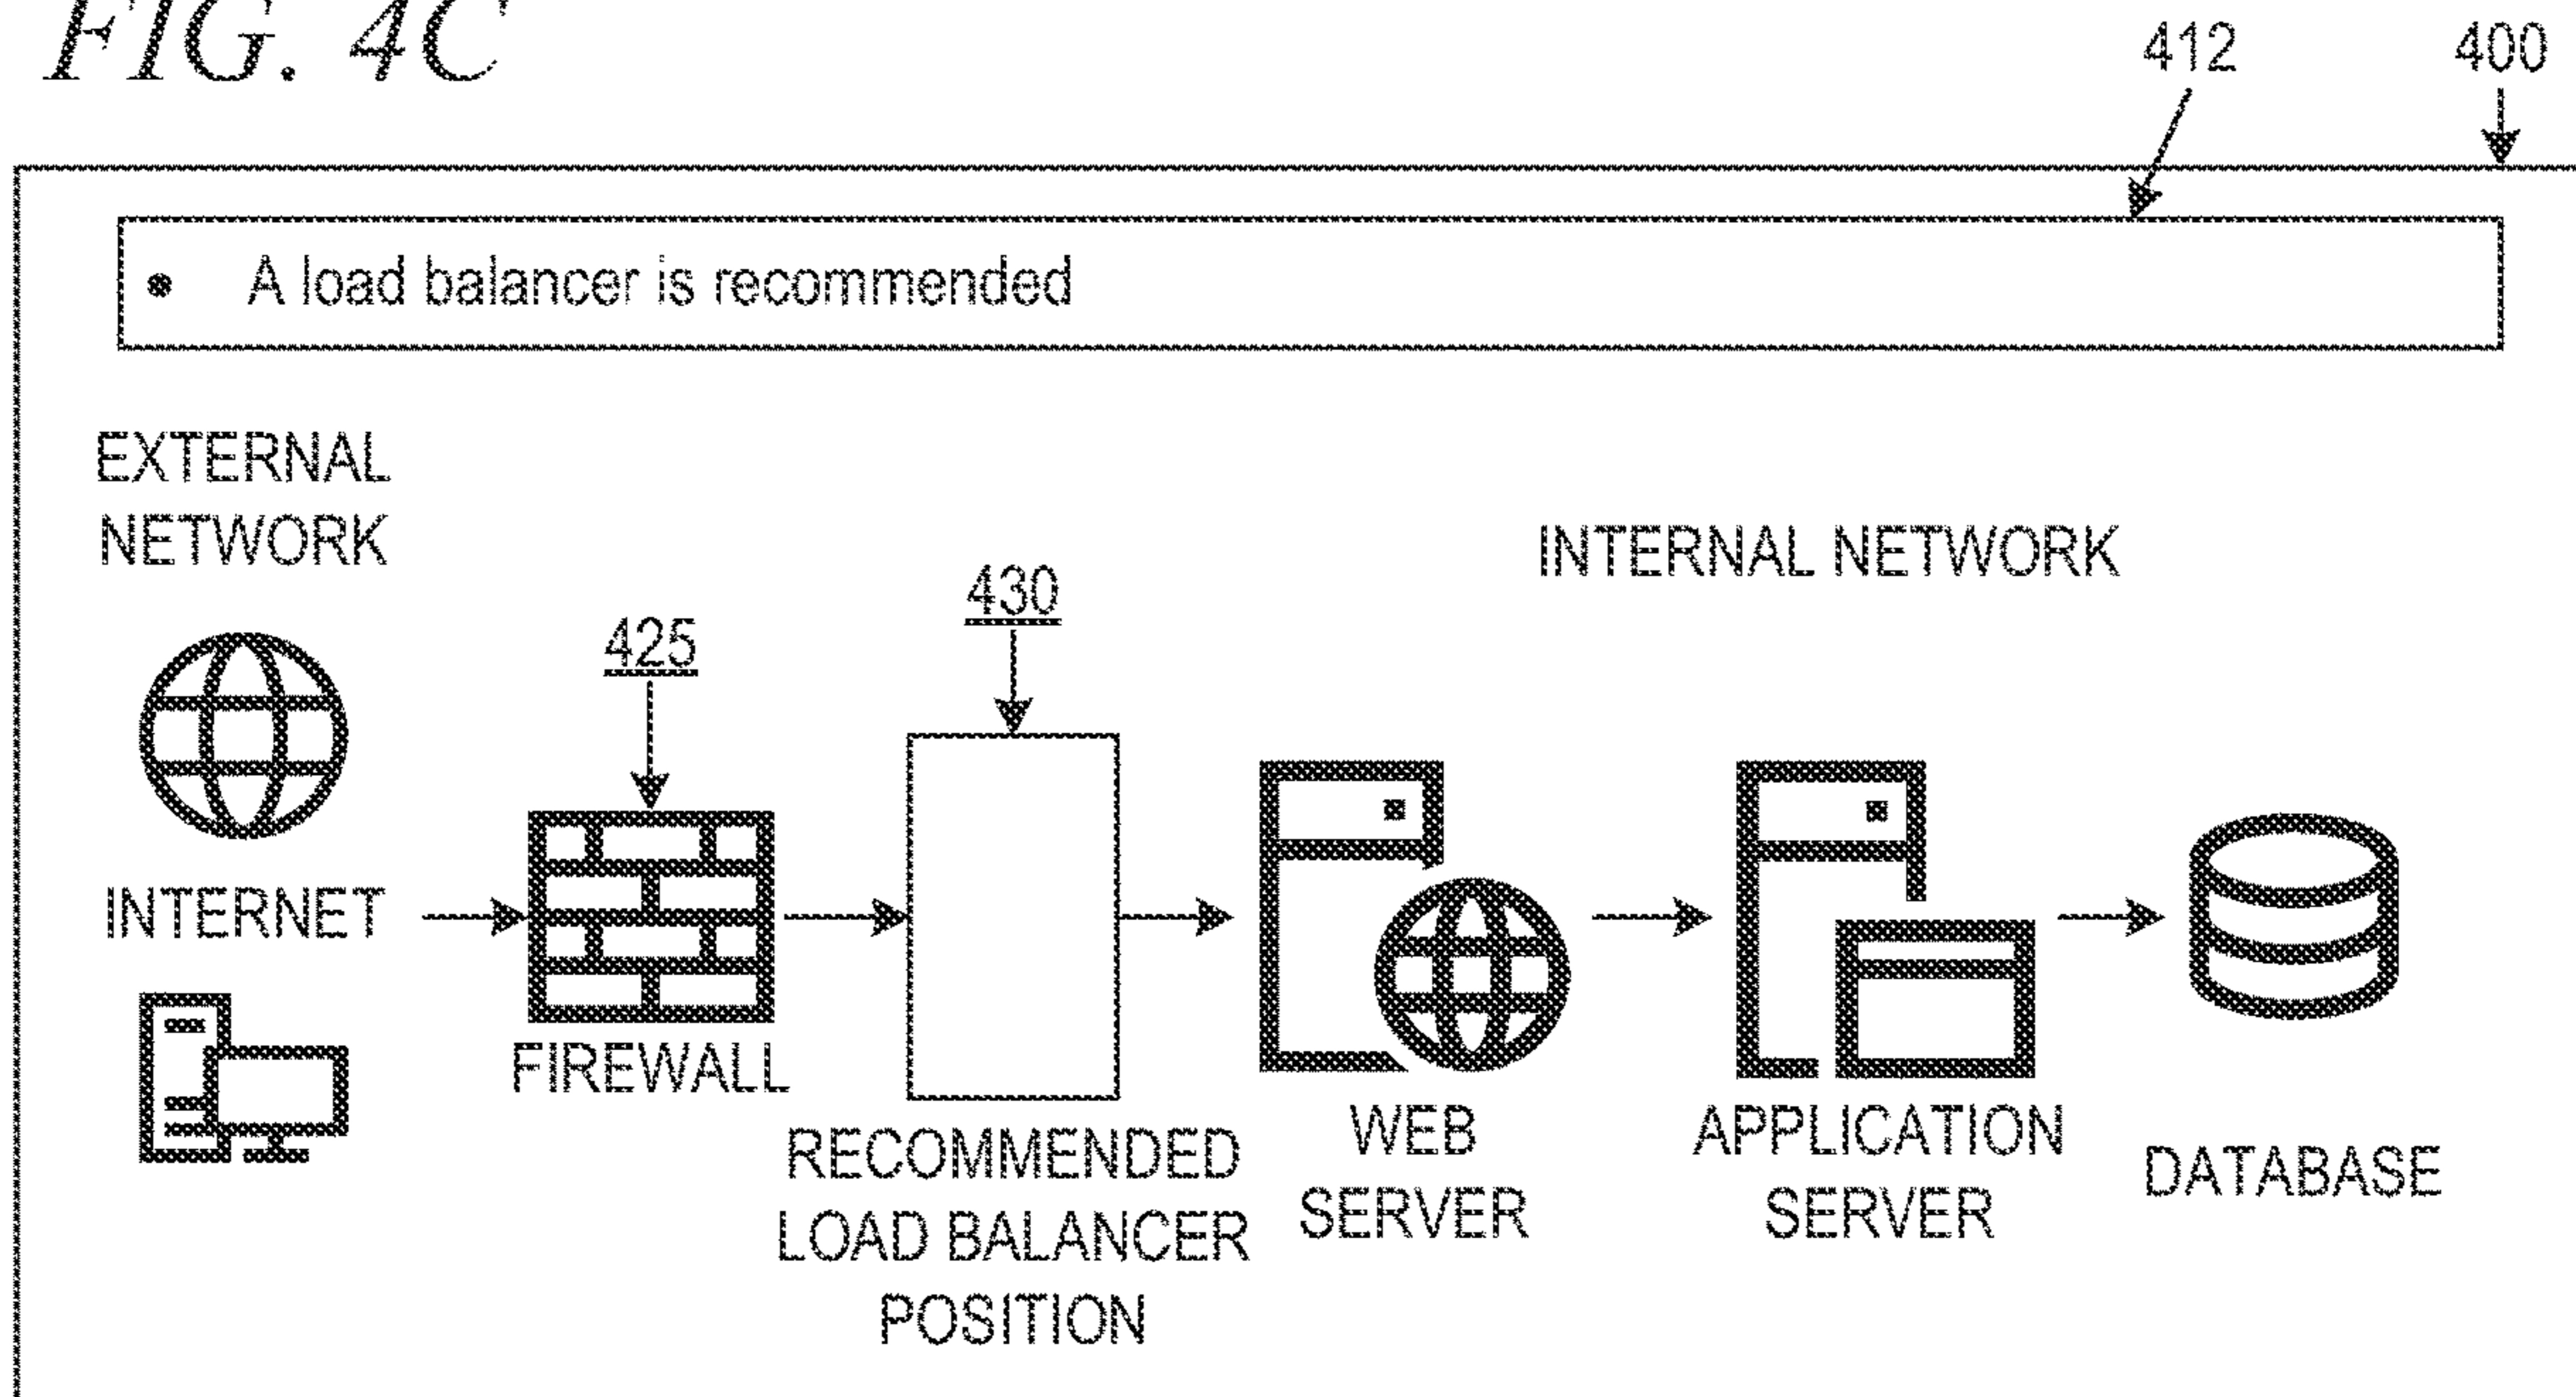 FIG. 4C
412
400
• A load balancer is recommended
EXTERNAL
NETWORK
INTERNAL NETWORK
430
425
INTERNET
FIREWALL
RECOMMENDED
LOAD BALANCER
POSITION
WEB
SERVER
APPLICATION
SERVER
DATABASE